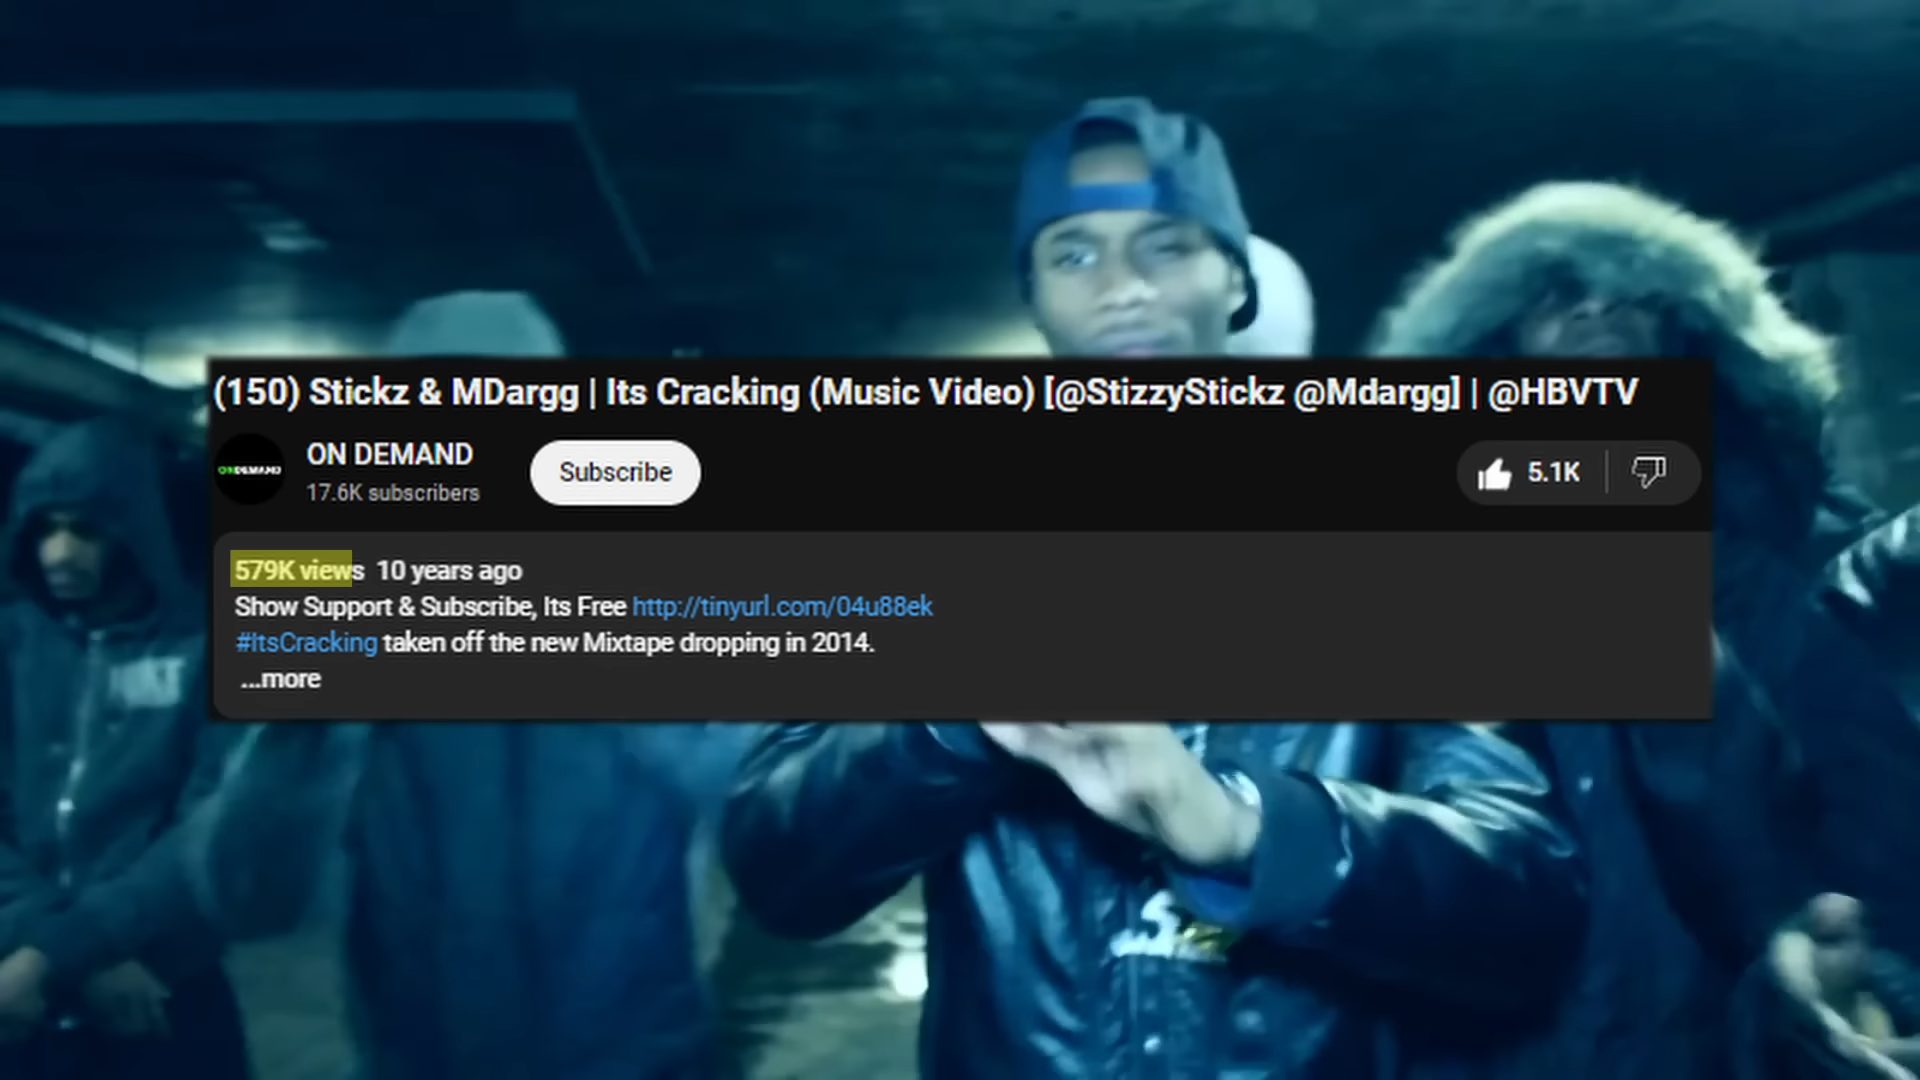 (150) Stickz & MDargg | Its Cracking (Music Video) [@StizzyStickz @Mdargg] | @HBVTV
ONDEMAND
ON DEMAND
17.6K subscribers
Subscribe
5.1K
579K views 10 years ago
Show Support & Subscribe, Its Free http://tinyurl.com/04u88ek
#ItsCracking taken off the new Mixtape dropping in 2014.
...more